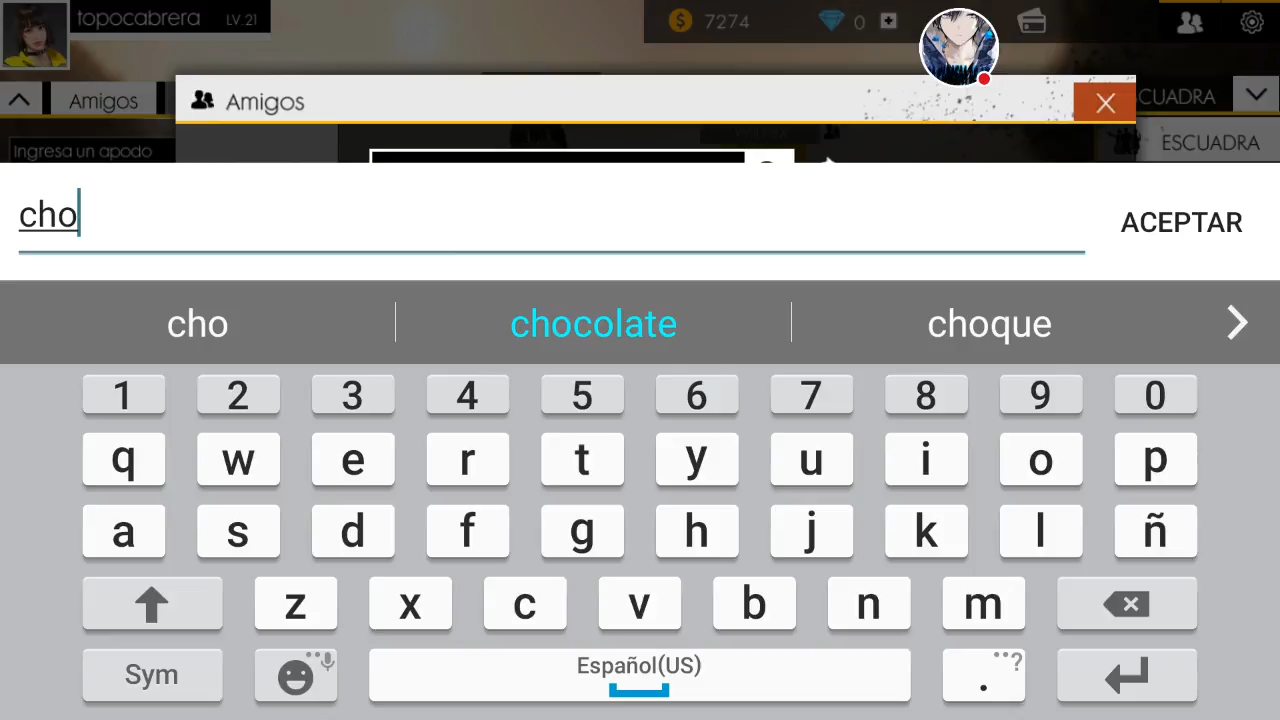 topocabrera LV. 21
7274 0
Amigos
Amigos
CUADRA
Ingresa un apodo
ESCUADRA
cho
ACEPTAR
cho chocolate choque
1 2 3 4 5 6 7 8 9 0
q w e r t y u i o p
a s d f g h j k l ñ
z x c v b n m
Sym Español(US) . ?